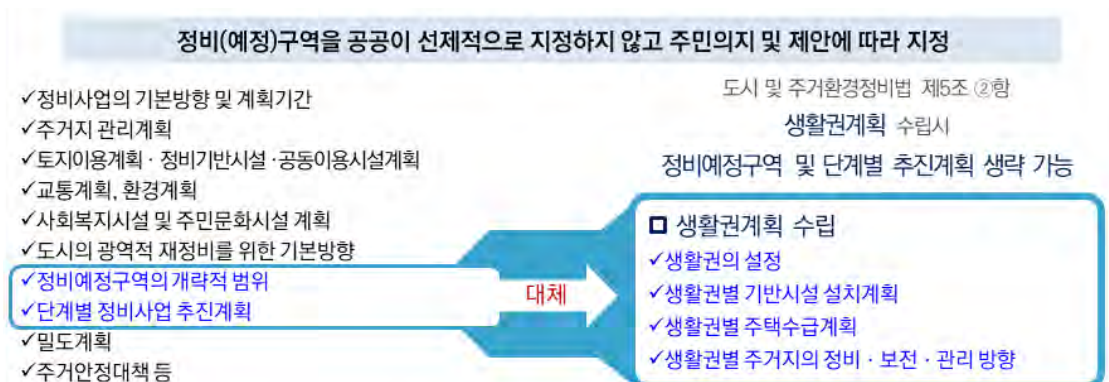 정비(예정)구역을 공공이 선제적으로 지정하지 않고 주민의지 및 제안에 따라 지정
✓정비사업의 기본방향 및 계획기간
✓주거지 관리계획
✓토지이용계획 · 정비기반시설 ·공동이용시설계획
✓교통계획, 환경계획
✓사회복지시설 및 주민문화시설 계획
✓도시의 광역적 재정비를 위한 기본방향
✓정비예정구역의 개략적 범위
✓단계별 정비사업 추진계획
✓밀도계획
✓주거안정대책 등
대체
도시 및 주거환경정비법 제5조 ②항
생활권계획 수립시
정비예정구역 및 단계별 추진계획 생략 가능
□ 생활권계획 수립
✓생활권의 설정
✓생활권별 기반시설 설치계획
✓생활권별 주택수급계획
✓생활권별 주거지의 정비 · 보전 · 관리 방향